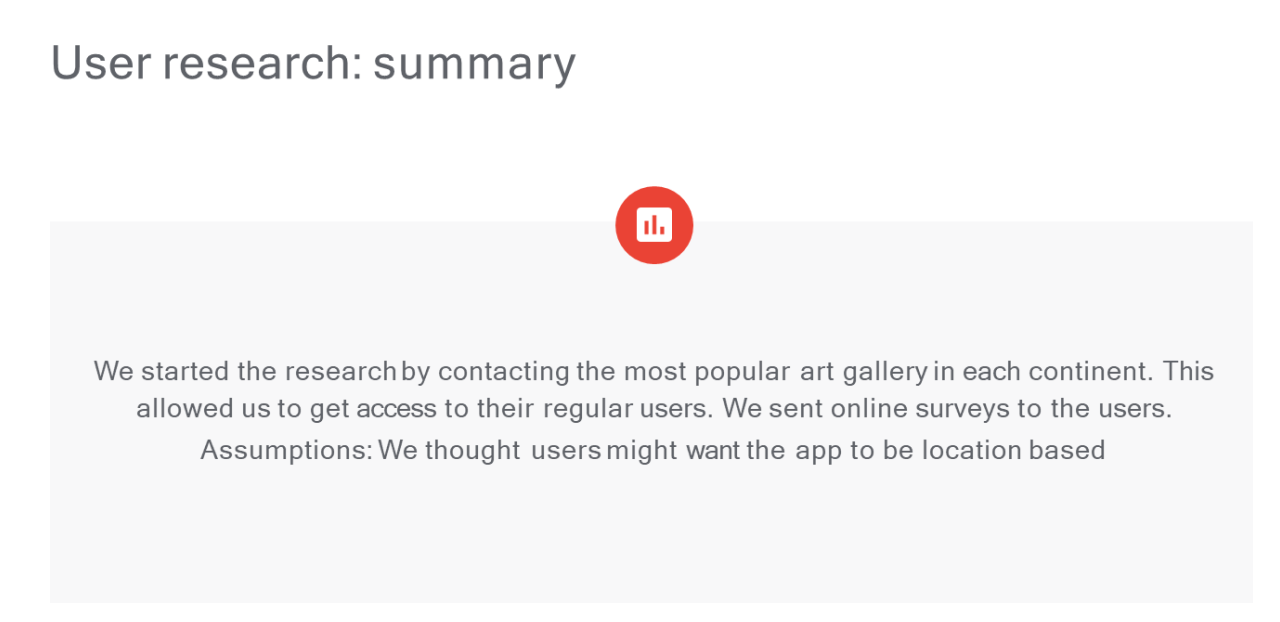 User research: summary
We started the research by contacting the most popular art gallery in each continent. This
allowed us to get access to their regular users. We sent online surveys to the users.
Assumptions: We thought users might want the app to be location based